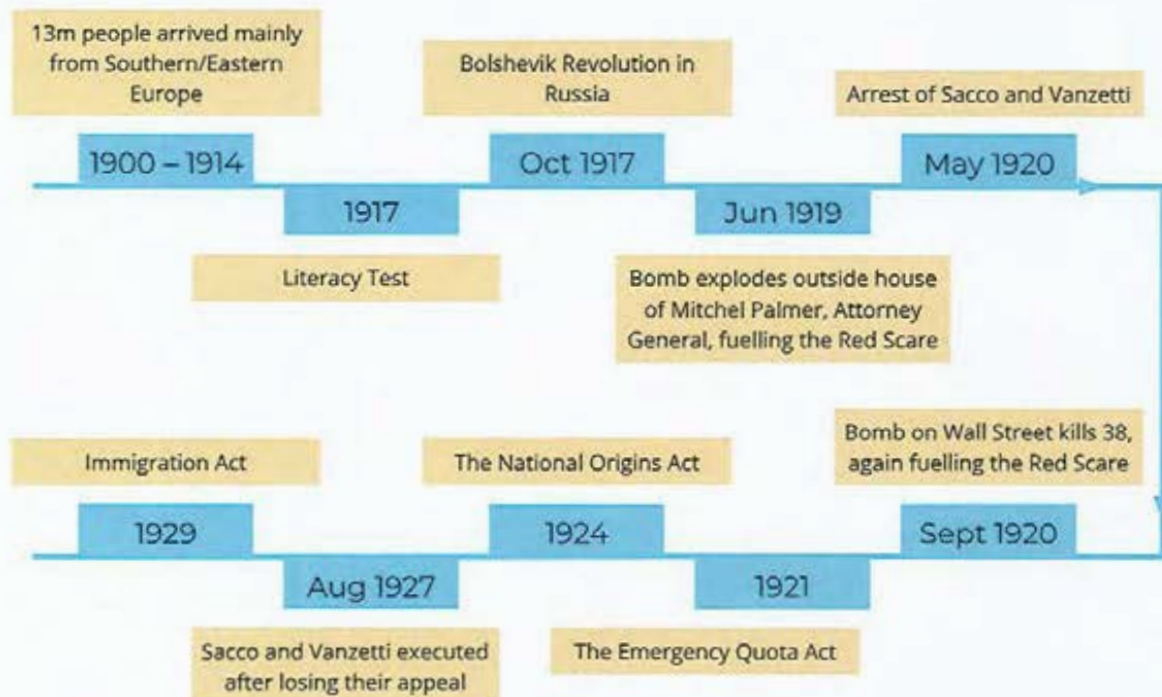 13m people arrived mainly
from Southern/Eastern
Europe
1900 – 1914
1917
Literacy Test
Bolshevik Revolution in
Russia
Oct 1917
Jun 1919
Bomb explodes outside house
of Mitchel Palmer, Attorney
General, fuelling the Red Scare
Arrest of Sacco and Vanzetti
May 1920
Bomb on Wall Street kills 38,
again fuelling the Red Scare
Sept 1920
1921
The Emergency Quota Act
The National Origins Act
1924
Aug 1927
Sacco and Vanzetti executed
after losing their appeal
Immigration Act
1929